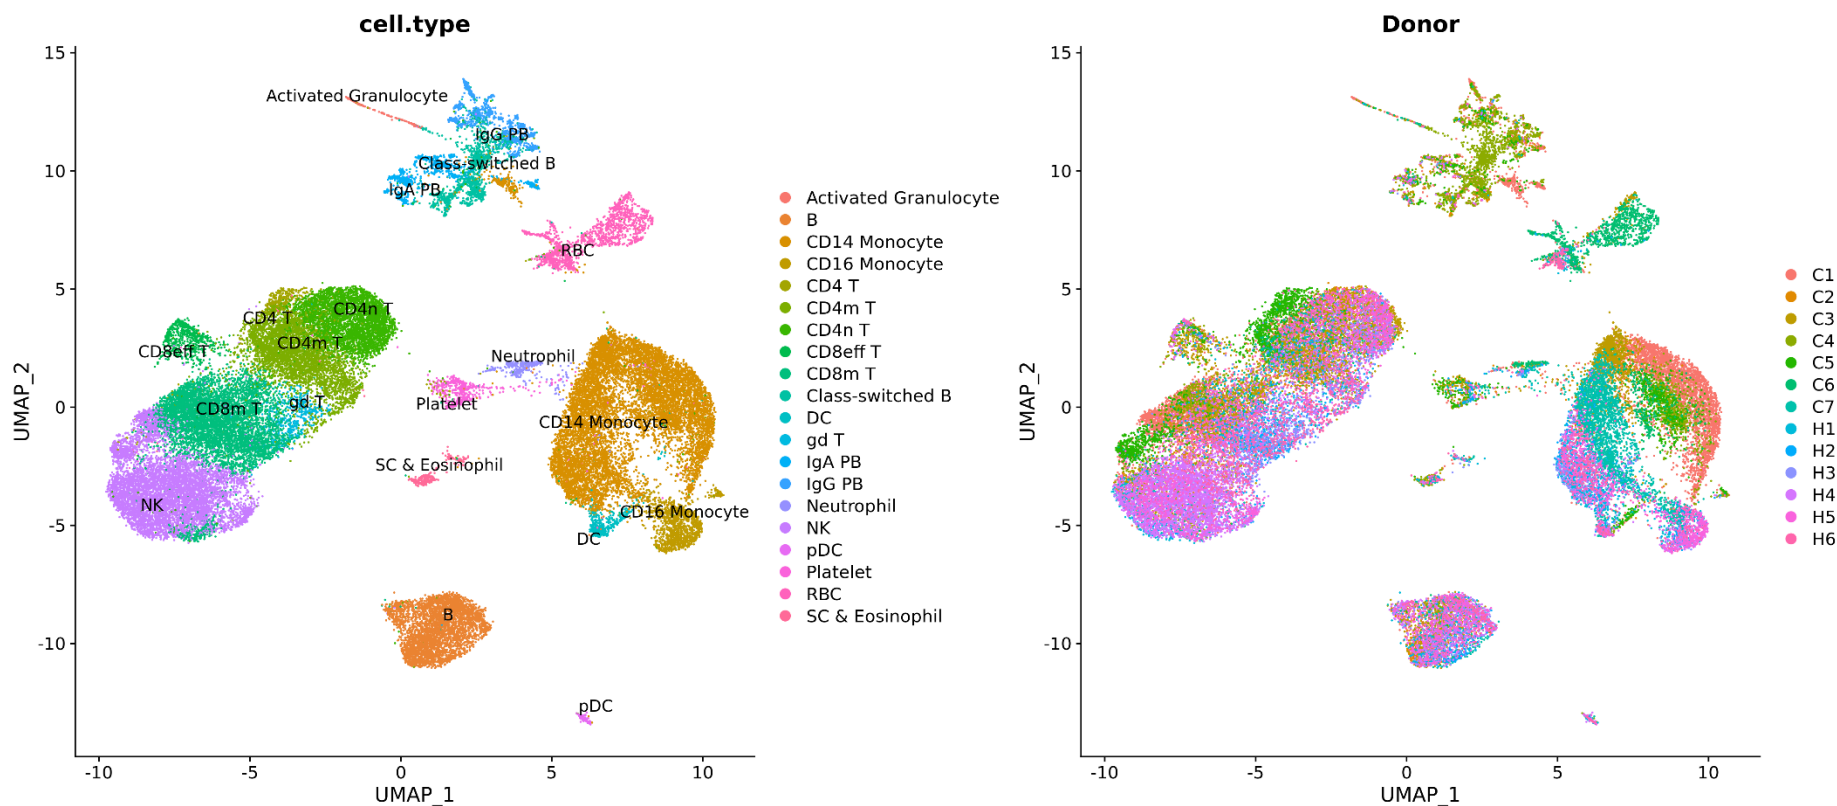 cell.type
15
10
5
0
-5
-10
UMAP_2
-10
-5
0
5
10
UMAP_1
Activated Granulocyte
IgG PB
Class-switched B
IgA PB
RBC
CD4n T
CD4 T
CD4m T
CD8eff T
Neutrophil
gd T
Platelet
CD8m T
CD14 Monocyte
SC & Eosinophil
NK
CD16 Monocyte
DC
B
pDC
Activated Granulocyte
B
CD14 Monocyte
CD16 Monocyte
CD4 T
CD4m T
CD4n T
CD8eff T
CD8m T
Class-switched B
DC
gd T
IgA PB
IgG PB
Neutrophil
NK
pDC
Platelet
RBC
SC & Eosinophil
Donor
15
10
5
0
-5
-10
UMAP_2
-10
-5
0
5
10
UMAP_1
C1
C2
C3
C4
C5
C6
C7
H1
H2
H3
H4
H5
H6